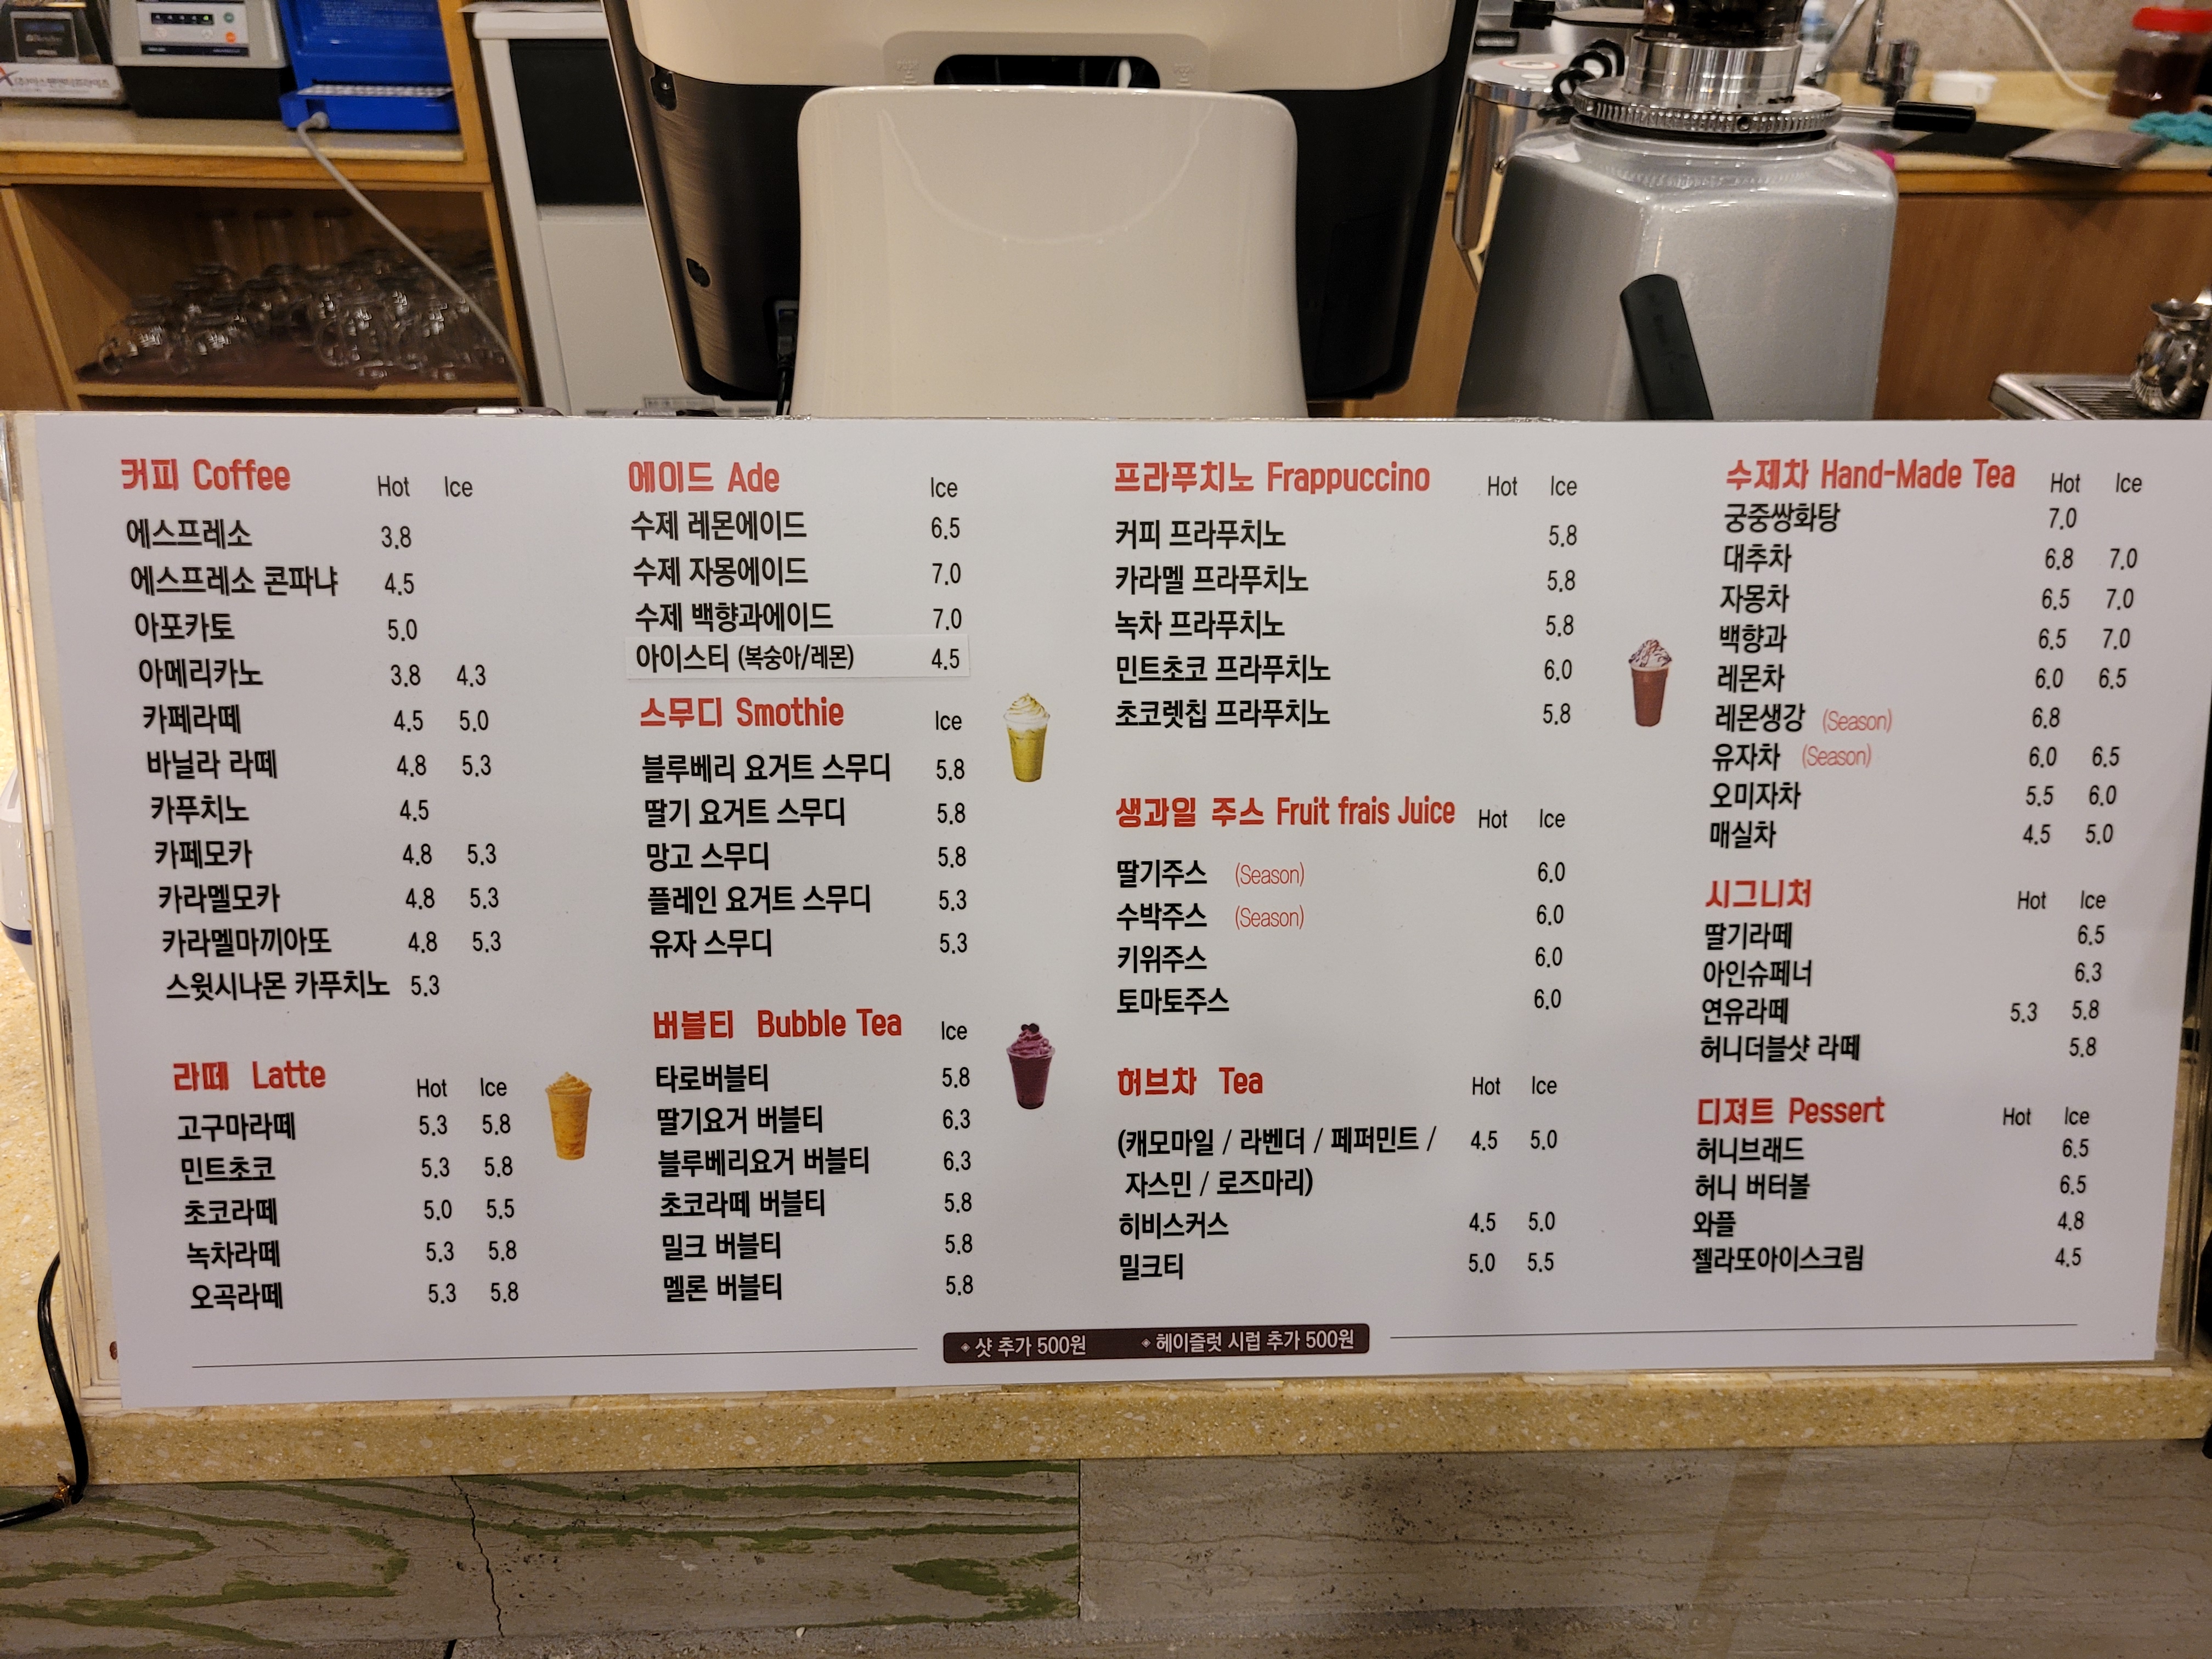 커피 Coffee Hot Ice
에스프레소 3.8
에스프레소 콘파냐 4.5
아포카토 5.0
아메리카노 3.8 4.3
카페라떼 4.5 5.0
바닐라 라떼 4.8 5.3
카푸치노 4.5
카페모카 4.8 5.3
카라멜모카 4.8 5.3
카라멜마끼아또 4.8 5.3
스윗시나몬 카푸치노 5.3
라떼 Latte Hot Ice
고구마라떼 5.3 5.8
민트초코 5.3 5.8
초코라떼 5.0 5.5
녹차라떼 5.3 5.8
오곡라떼 5.3 5.8
에이드 Ade Ice
수제 레몬에이드 6.5
수제 자몽에이드 7.0
수제 백향과에이드 7.0
아이스티 (복숭아/레몬) 4.5
스무디 Smothie Ice
블루베리 요거트 스무디 5.8
딸기 요거트 스무디 5.8
망고 스무디 5.8
플레인 요거트 스무디 5.3
유자 스무디 5.3
버블티 Bubble Tea Ice
타로버블티 5.8
딸기요거 버블티 6.3
블루베리요거 버블티 6.3
초코라떼 버블티 5.8
밀크 버블티 5.8
멜론 버블티 5.8
프라푸치노 Frappuccino Hot Ice
커피 프라푸치노 5.8
카라멜 프라푸치노 5.8
녹차 프라푸치노 5.8
민트초코 프라푸치노 6.0
초코렛칩 프라푸치노 5.8
생과일 주스 Fruit frais Juice Hot Ice
딸기주스 (Season) 6.0
수박주스 (Season) 6.0
키위주스 6.0
토마토주스 6.0
허브차 Tea Hot Ice
(캐모마일 / 라벤더 / 페퍼민트 / 4.5 5.0
자스민 / 로즈마리)
히비스커스 4.5 5.0
밀크티 5.0 5.5
수제차 Hand-Made Tea Hot Ice
궁중쌍화탕 7.0
대추차 6.8 7.0
자몽차 6.5 7.0
백향과 6.5 7.0
레몬차 6.0 6.5
레몬생강 (Season) 6.8
유자차 (Season) 6.0 6.5
오미자차 5.5 6.0
매실차 4.5 5.0
시그니처 Hot Ice
딸기라떼 6.5
아인슈페너 6.3
연유라떼 5.3 5.8
허니더블샷 라떼 5.8
디져트 Pessert Hot Ice
허니브래드 6.5
허니 버터볼 6.5
와플 4.8
젤라또아이스크림 4.5
샷 추가 500원 헤이즐럿 시럽 추가 500원